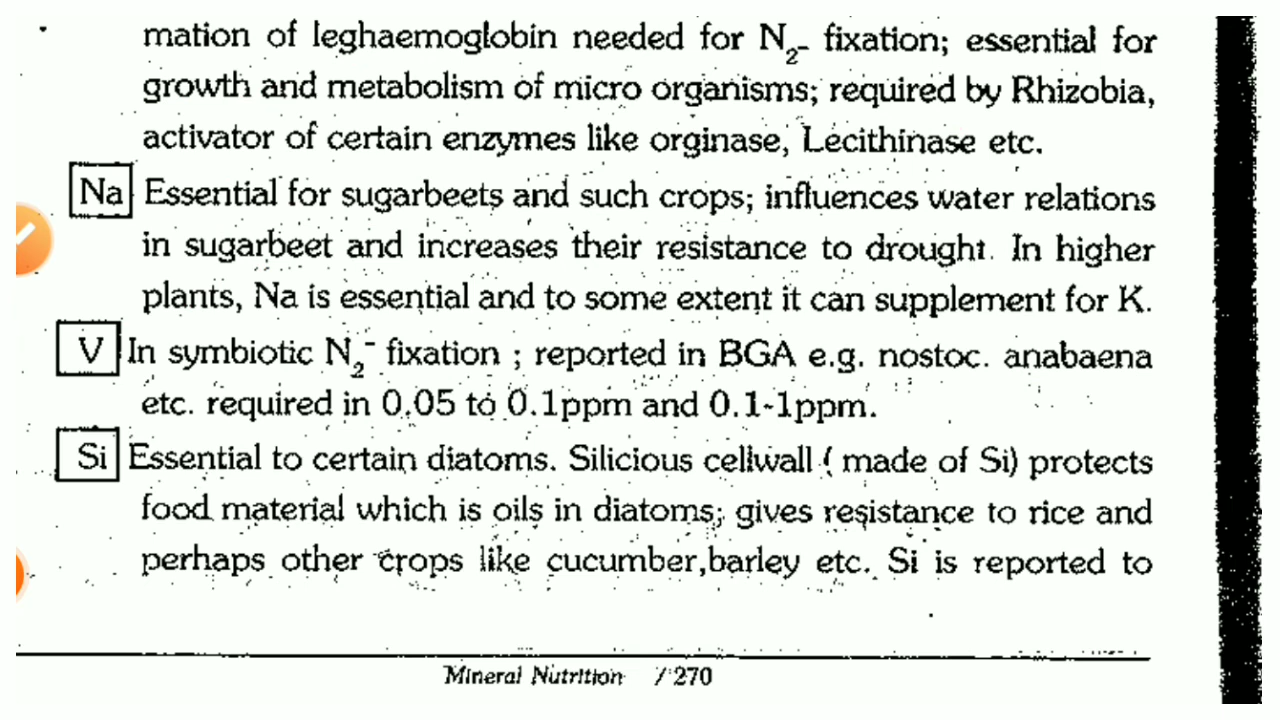 mation of leghaemoglobin needed for N₂- fixation; essential for
growth and metabolism of micro organisms; required by Rhizobia,
activator of certain enzymes like orginase, Lecithinase etc.
Na Essential for sugarbeets and such crops; influences water relations
in sugarbeet and increases their resistance to drought. In higher
plants, Na is essential and to some extent it can supplement for K.
V In symbiotic N₂- fixation ; reported in BGA e.g. nostoc. anabaena
etc. required in 0.05 to 0.1ppm and 0.1-1ppm.
Si Essential to certain diatoms. Silicious cellwall ( made of Si) protects
food material which is oils in diatoms; gives resistance to rice and
perhaps other crops like cucumber,barley etc. Si is reported to
Mineral Nutrition / 270